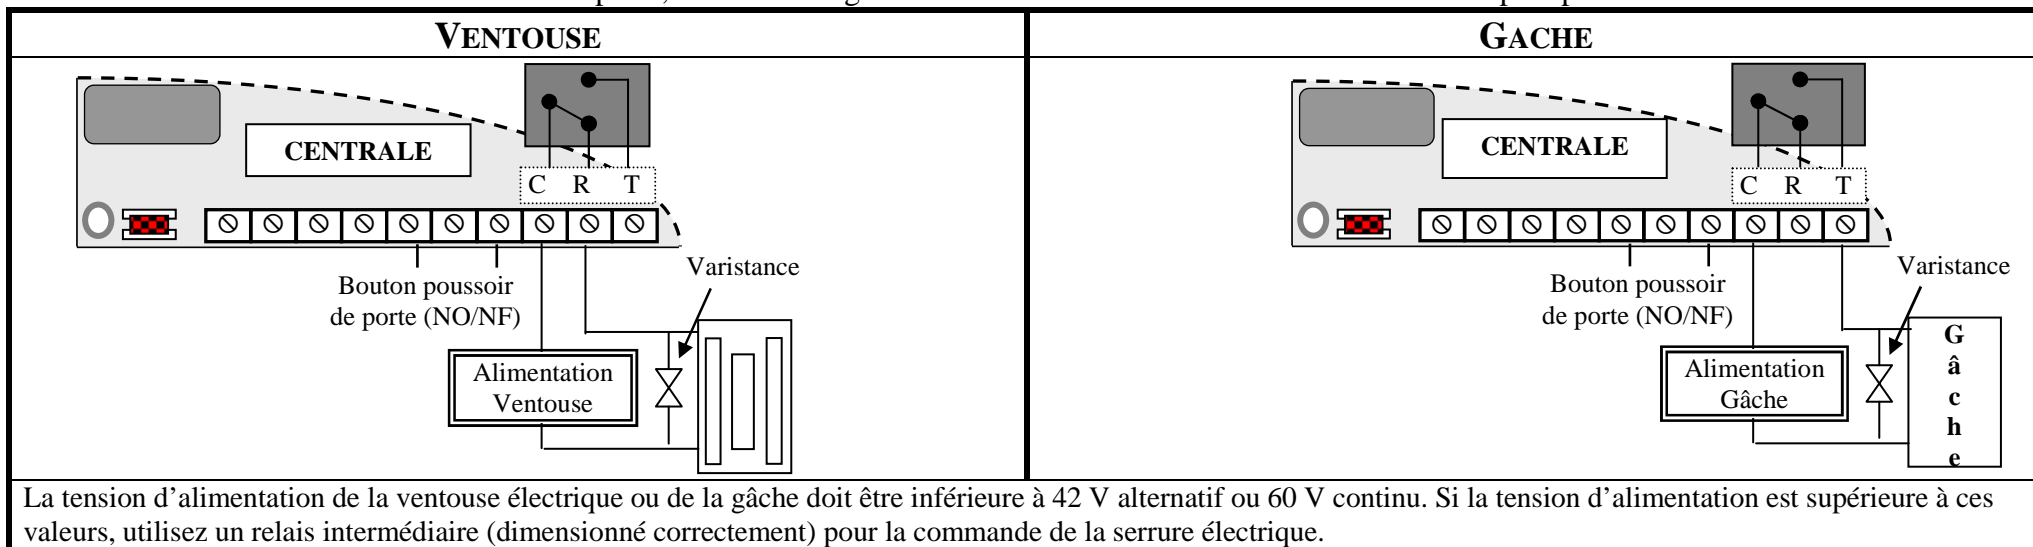 VENTOUSE
GACHE
CENTRALE
C R T
Bouton poussoir
de porte (NO/NF)
Varistance
Alimentation
Ventouse
CENTRALE
C R T
Bouton poussoir
de porte (NO/NF)
Varistance
Alimentation
Gâche
G
â
c
h
e
La tension d’alimentation de la ventouse électrique ou de la gâche doit être inférieure à 42 V alternatif ou 60 V continu. Si la tension d’alimentation est supérieure à ces
valeurs, utilisez un relais intermédiaire (dimensionné correctement) pour la commande de la serrure électrique.